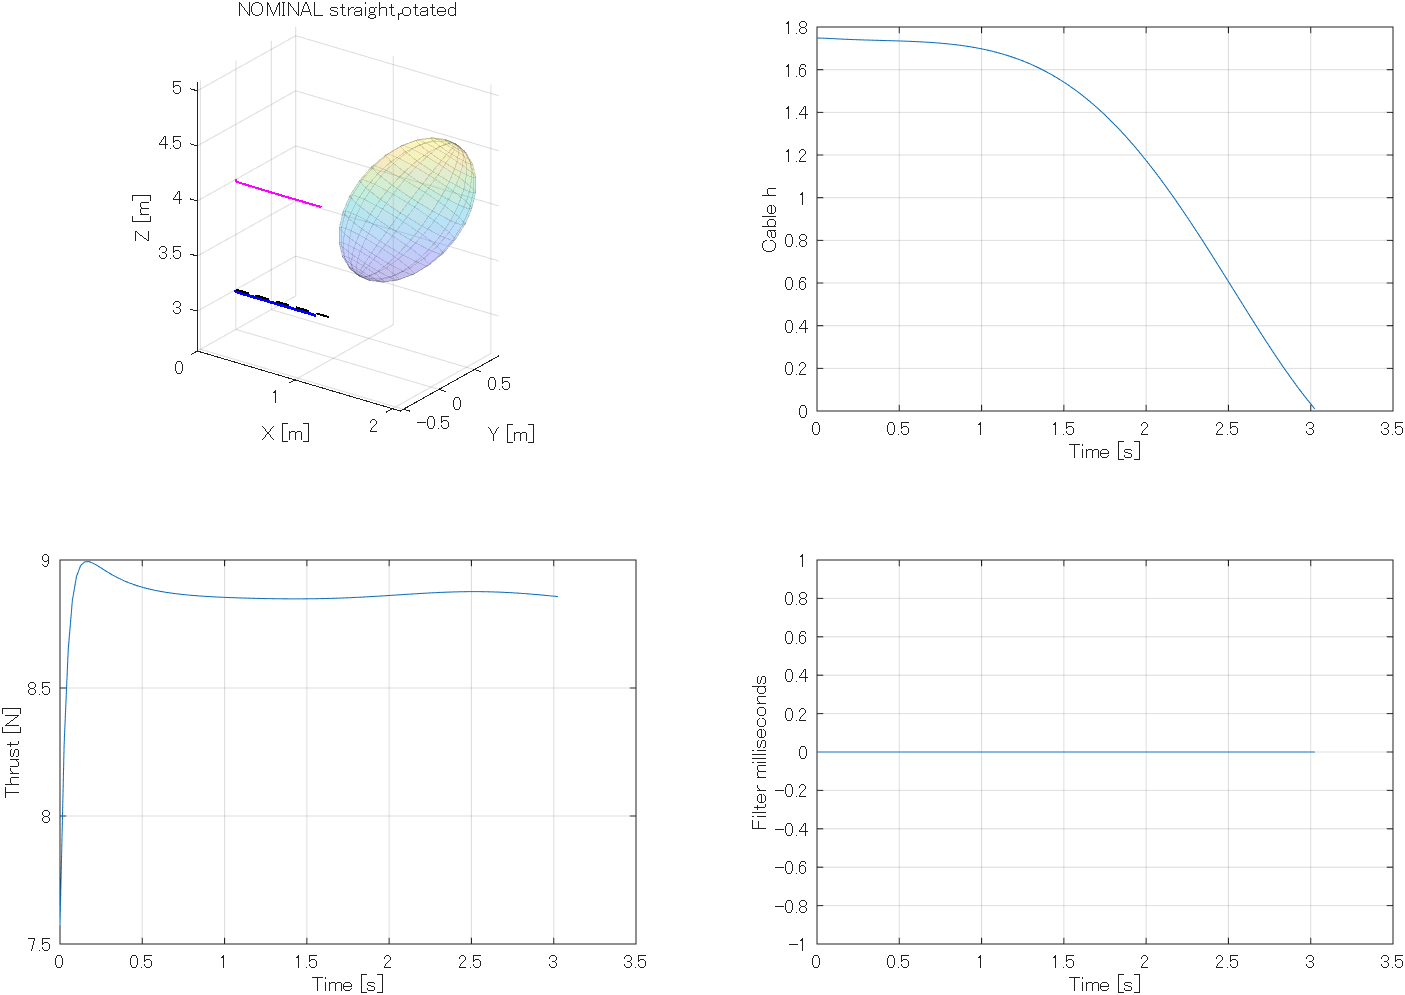 NOMINAL straightrotated
5
4.5
4
3.5
3
Z [m]
0
1
2
X [m]
-0.5
0
0.5
Y [m]
1.8
1.6
1.4
1.2
1
0.8
0.6
0.4
0.2
0
Cable h
0 0.5 1 1.5 2 2.5 3 3.5
Time [s]
9
8.5
8
7.5
Thrust [N]
0 0.5 1 1.5 2 2.5 3 3.5
Time [s]
1
0.8
0.6
0.4
0.2
0
-0.2
-0.4
-0.6
-0.8
-1
Filter milliseconds
0 0.5 1 1.5 2 2.5 3 3.5
Time [s]